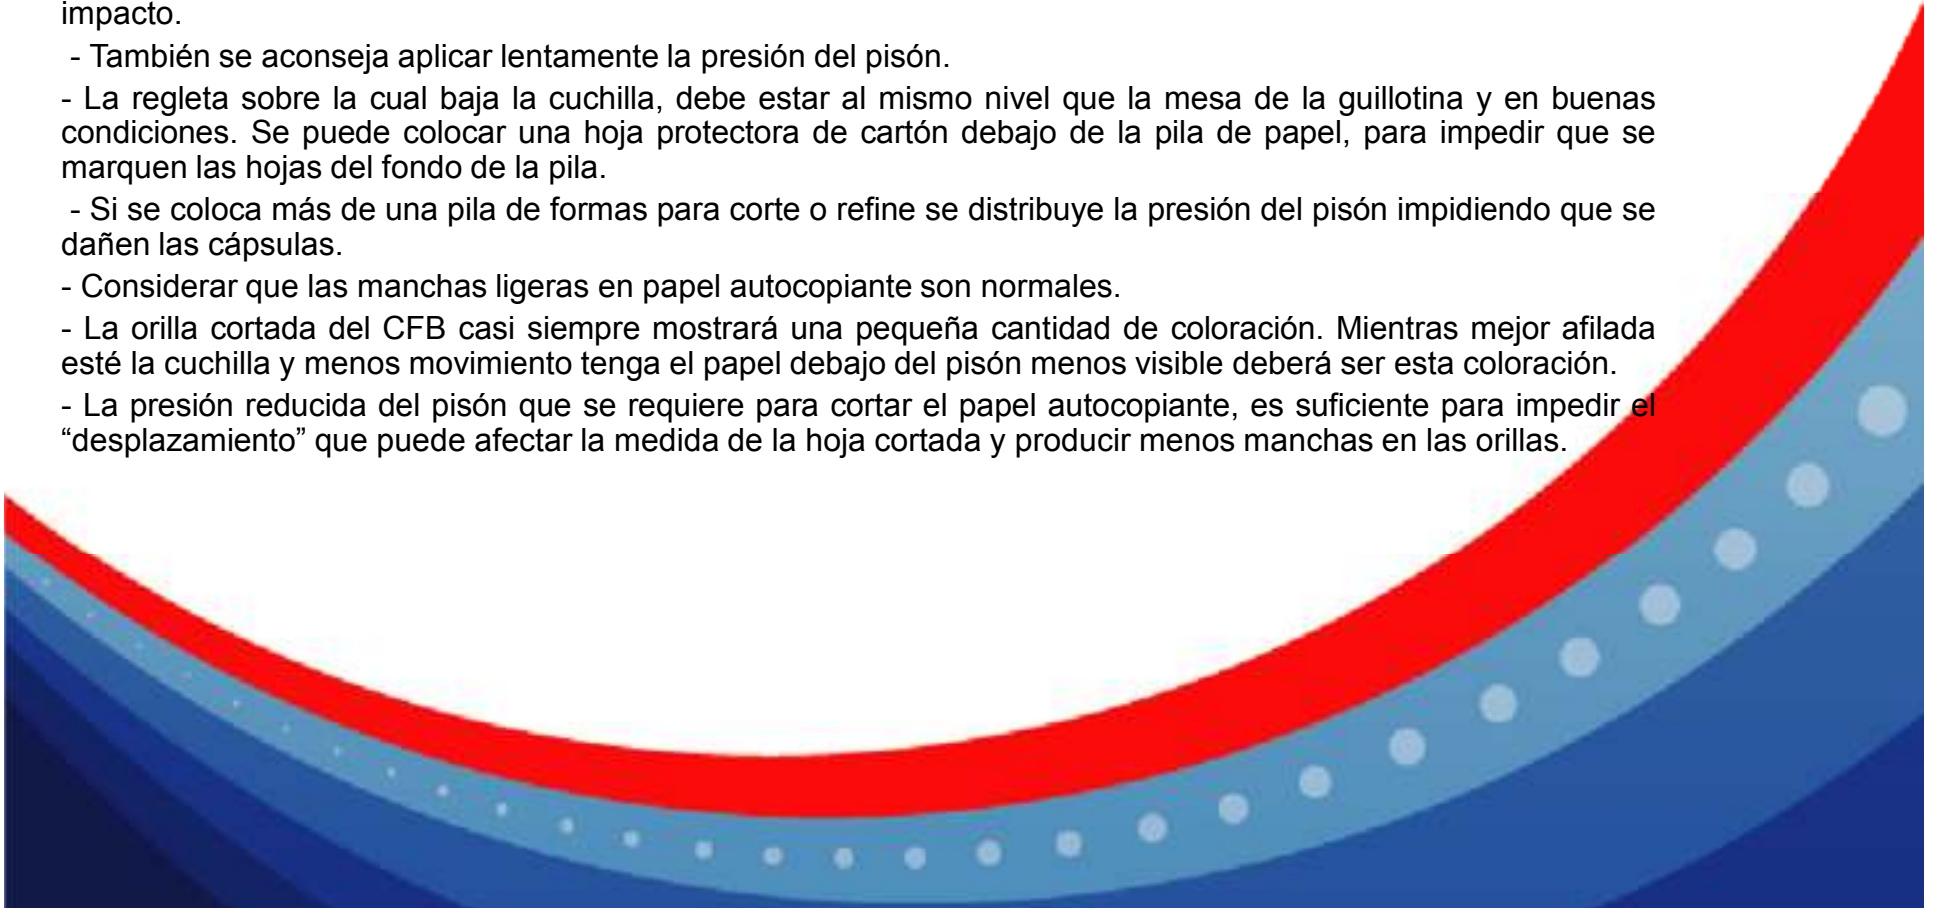 impacto.
- También se aconseja aplicar lentamente la presión del pisón.
- La regleta sobre la cual baja la cuchilla, debe estar al mismo nivel que la mesa de la guillotina y en buenas
condiciones. Se puede colocar una hoja protectora de cartón debajo de la pila de papel, para impedir que se
marquen las hojas del fondo de la pila.
- Si se coloca más de una pila de formas para corte o refine se distribuye la presión del pisón impidiendo que se
dañen las cápsulas.
- Considerar que las manchas ligeras en papel autocopiante son normales.
- La orilla cortada del CFB casi siempre mostrará una pequeña cantidad de coloración. Mientras mejor afilada
esté la cuchilla y menos movimiento tenga el papel debajo del pisón menos visible deberá ser esta coloración.
- La presión reducida del pisón que se requiere para cortar el papel autocopiante, es suficiente para impedir el
“desplazamiento” que puede afectar la medida de la hoja cortada y producir menos manchas en las orillas.